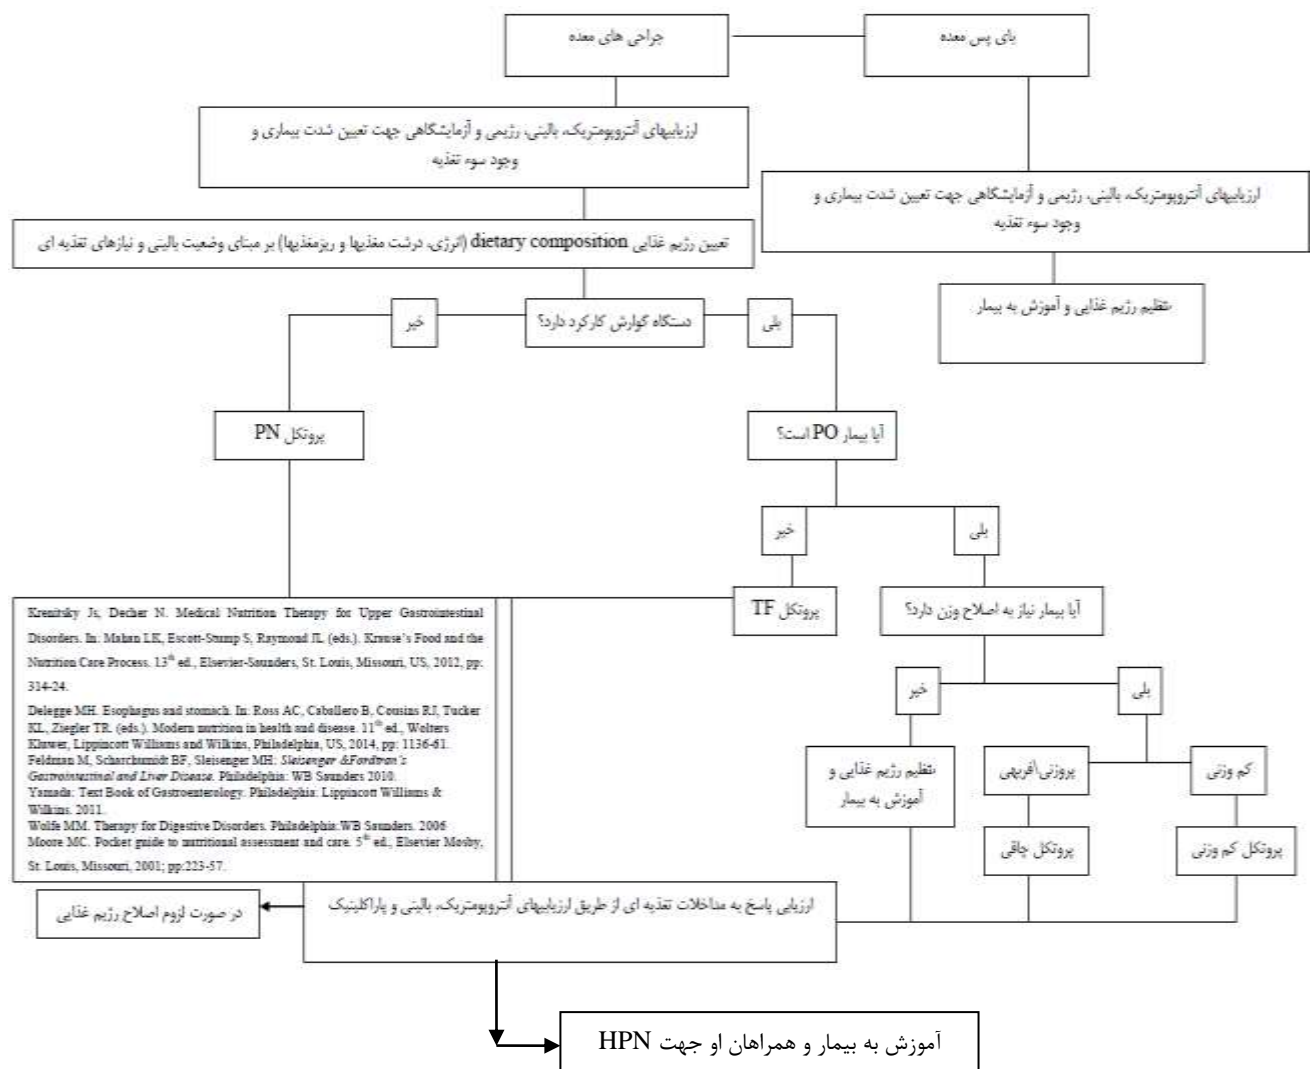 بای پس معده
جراحی های معده
ارزیابیهای آنتروپومتریک، بالینی، رژیمی و آزمایشگاهی جهت تعیین شدت بیماری و
وجود سوء تغذیه
ارزیابیهای آنتروپومتریک، بالینی، رژیمی و آزمایشگاهی جهت تعیین شدت بیماری و
وجود سوء تغذیه
تعیین رژیم غذایی dietary composition (انرژی، درشت مغذیها و ریزمغذیها) بر مبنای وضعیت بالینی و نیازهای تغذیه ای
تنظیم رژیم غذایی و آموزش به بیمار
بلی
دستگاه گوارش کارکرد دارد؟
خیر
آیا بیمار PO است؟
پروتکل PN
بلی
خیر
آیا بیمار نیاز به اصلاح وزن دارد؟
پروتکل TF
Krenitsky Js, Decher N. Medical Nutrition Therapy for Upper Gastrointestinal
Disorders. In: Mahan LK, Escott-Stump S, Raymond JL (eds.). Krause's Food and the
Nutrition Care Process. 13th ed., Elsevier-Saunders, St. Louis, Missouri, US, 2012, pp:
314-24.
Delegge MH. Esophagus and stomach. In: Ross AC, Caballero B, Cousins RJ, Tucker
KL, Ziegler TR. (eds.). Modern nutrition in health and disease. 11th ed., Wolters
Kluwer, Lippincott Williams and Wilkins, Philadelphia, US, 2014, pp: 1136-61.
Feldman M, Scharchumidt BF, Sleisenger MH: Sleisenger &Fordtran's
Gastrointestinal and Liver Disease. Philadelphia: WB Saunders 2010.
Yamada: Text Book of Gastroenterology. Philadelphia: Lippincott Williams &
Wilkins. 2011.
Wolfe MM. Therapy for Digestive Disorders. Philadelphia:WB Saunders. 2006
Moore MC. Pocket guide to nutritional assessment and care. 5th ed., Elsevier Mosby,
St. Louis, Missouri, 2001; pp:223-57.
بلی
خیر
کم وزنی
پروزنی\فربهی
تنظیم رژیم غذایی و
آموزش به بیمار
پروتکل کم وزنی
پروتکل چاقی
ارزیابی پاسخ به مداخلات تغذیه ای از طریق ارزیابیهای آنتروپومتریک، بالینی و پاراکلینیک
در صورت لزوم اصلاح رژیم غذایی
آموزش به بیمار و همراهان او جهت HPN